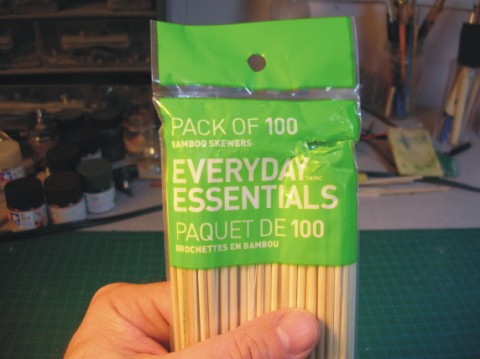 PACK OF 100
BAMBOO SKEWERS
EVERYDAY
ESSENTIALS
PAQUET DE 100
BROCHETTES EN BAMBOU